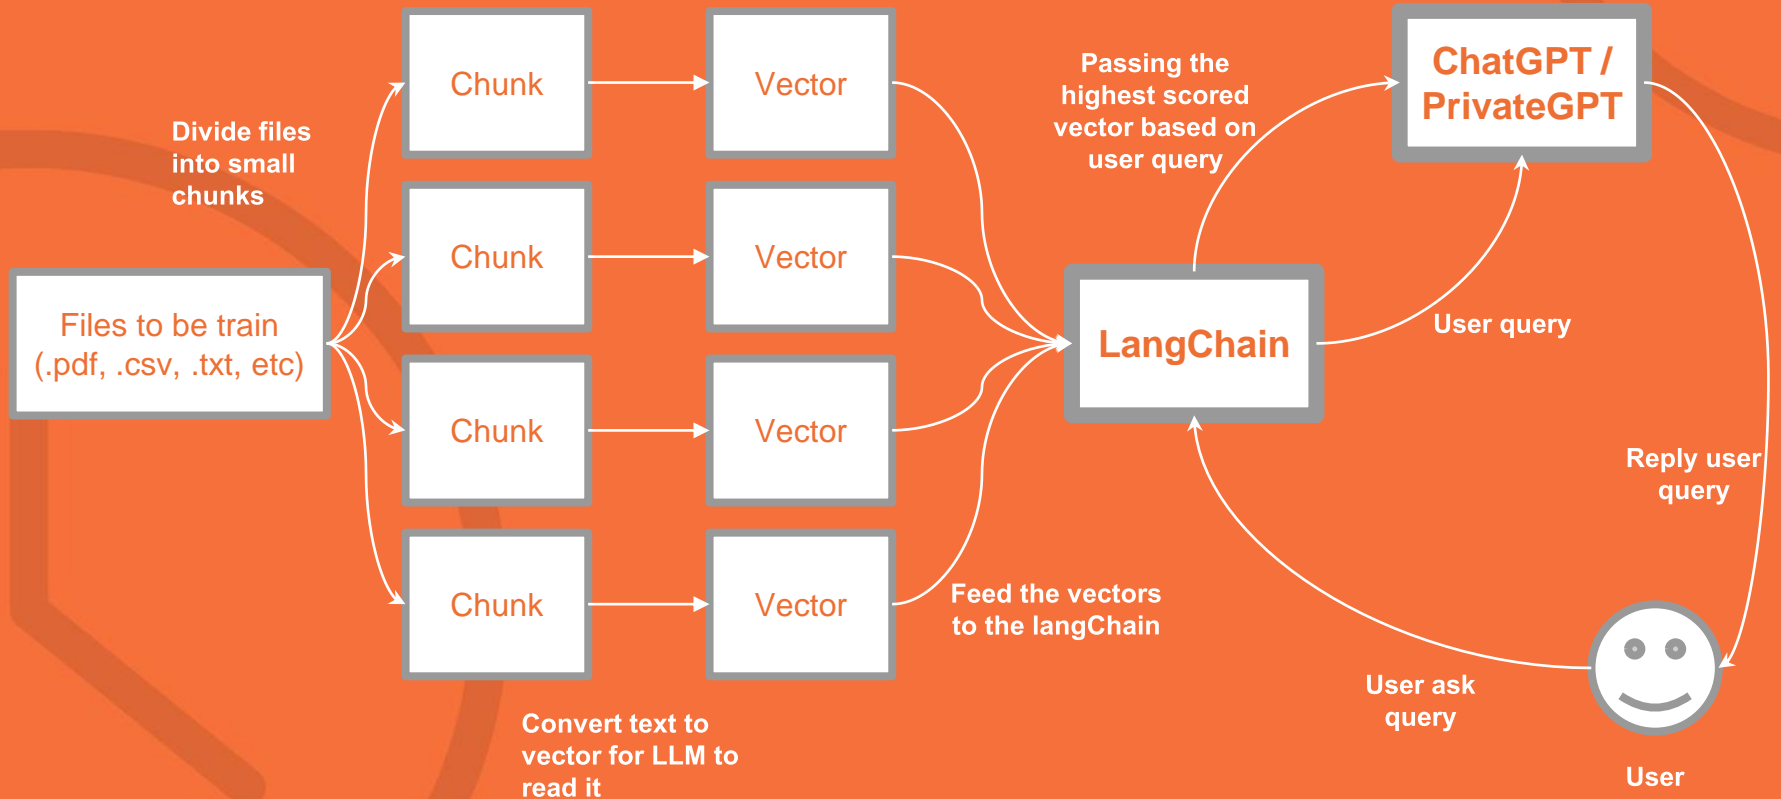 Divide files
into small
chunks
Files to be train
(.pdf, .csv, .txt, etc)
Chunk
Vector
Chunk
Vector
Chunk
Vector
Chunk
Vector
Convert text to
vector for LLM to
read it
Feed the vectors
to the langChain
LangChain
Passing the
highest scored
vector based on
user query
ChatGPT /
PrivateGPT
User query
Reply user
query
User ask
query
User